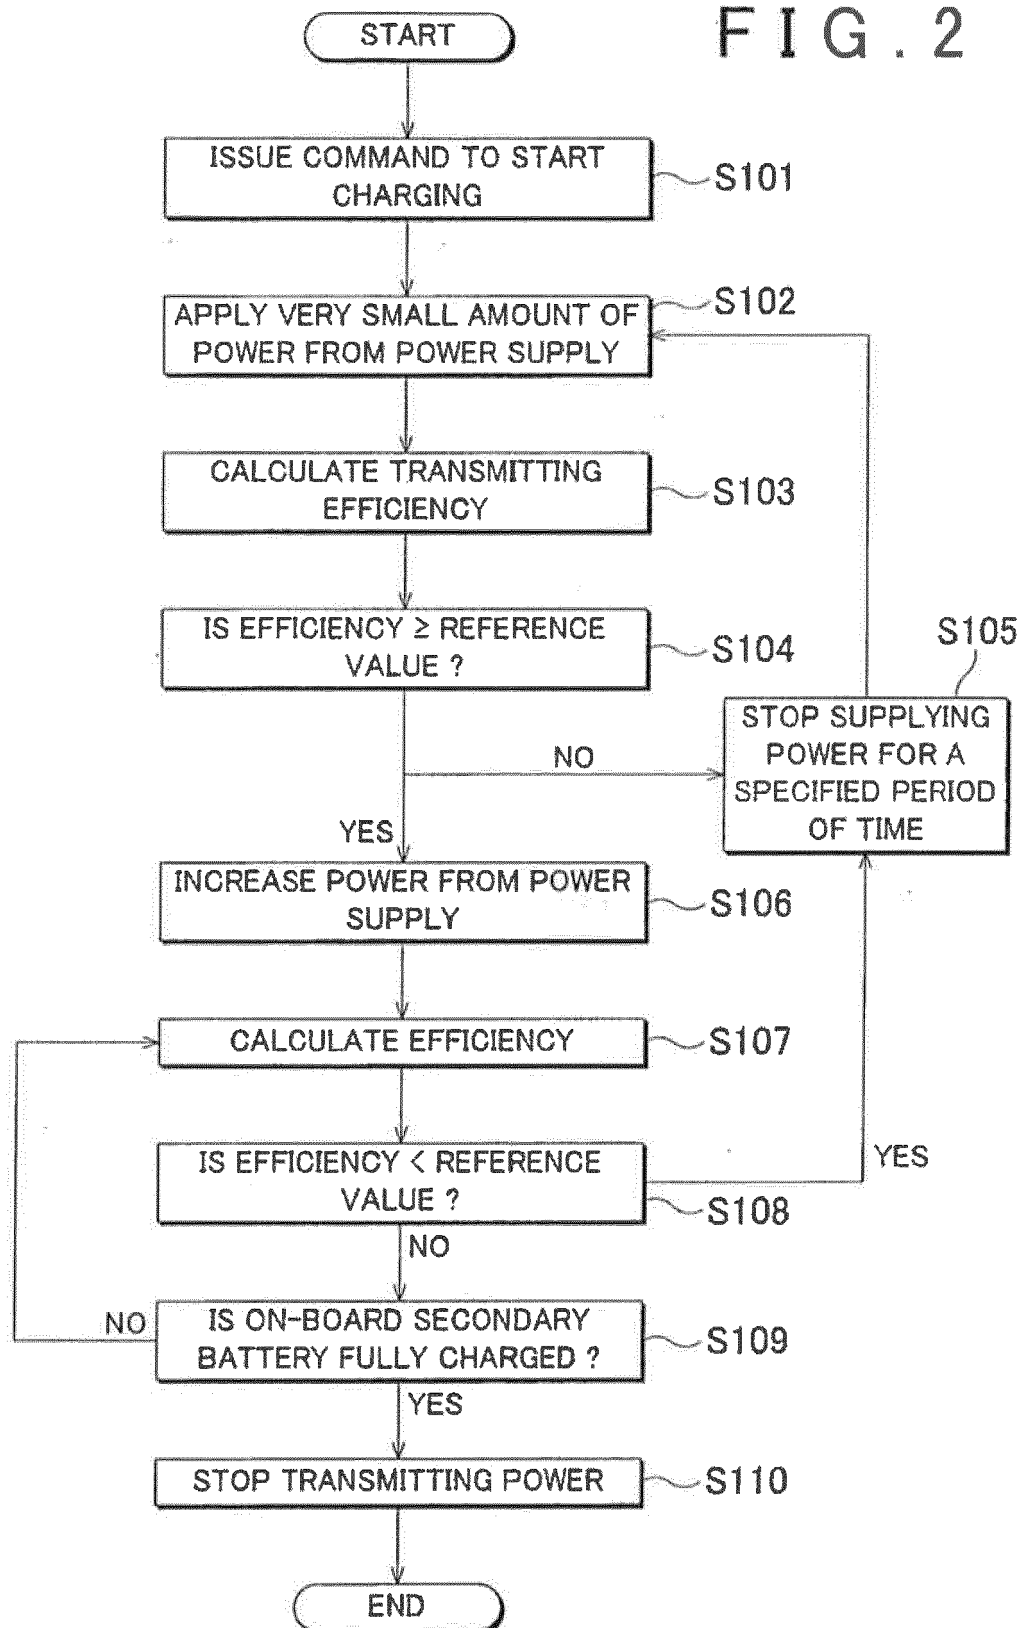 FIG.2
START
ISSUE COMMAND TO START
CHARGING
S101
APPLY VERY SMALL AMOUNT OF
POWER FROM POWER SUPPLY
S102
CALCULATE TRANSMITTING
EFFICIENCY
S103
IS EFFICIENCY ≥ REFERENCE
VALUE ?
S104
S105
STOP SUPPLYING
POWER FOR A
SPECIFIED PERIOD
OF TIME
NO
YES
INCREASE POWER FROM POWER
SUPPLY
S106
CALCULATE EFFICIENCY
S107
IS EFFICIENCY < REFERENCE
VALUE ?
S108
YES
NO
IS ON-BOARD SECONDARY
BATTERY FULLY CHARGED ?
S109
NO
YES
STOP TRANSMITTING POWER
S110
END